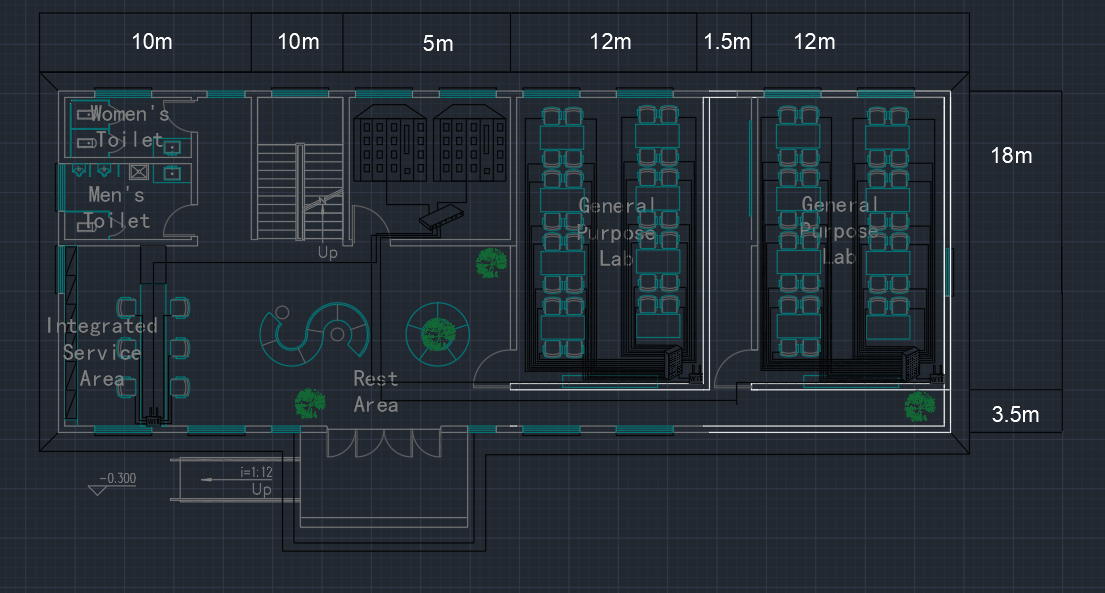 10m
10m
5m
12m
1.5m
12m
Women's
Toilet
Men's
Toilet
Up
General
Purpose
Lab
General
Purpose
Lab
18m
Integrated
Service
Area
Rest
Area
3.5m
-0.300
i=1:12
Up